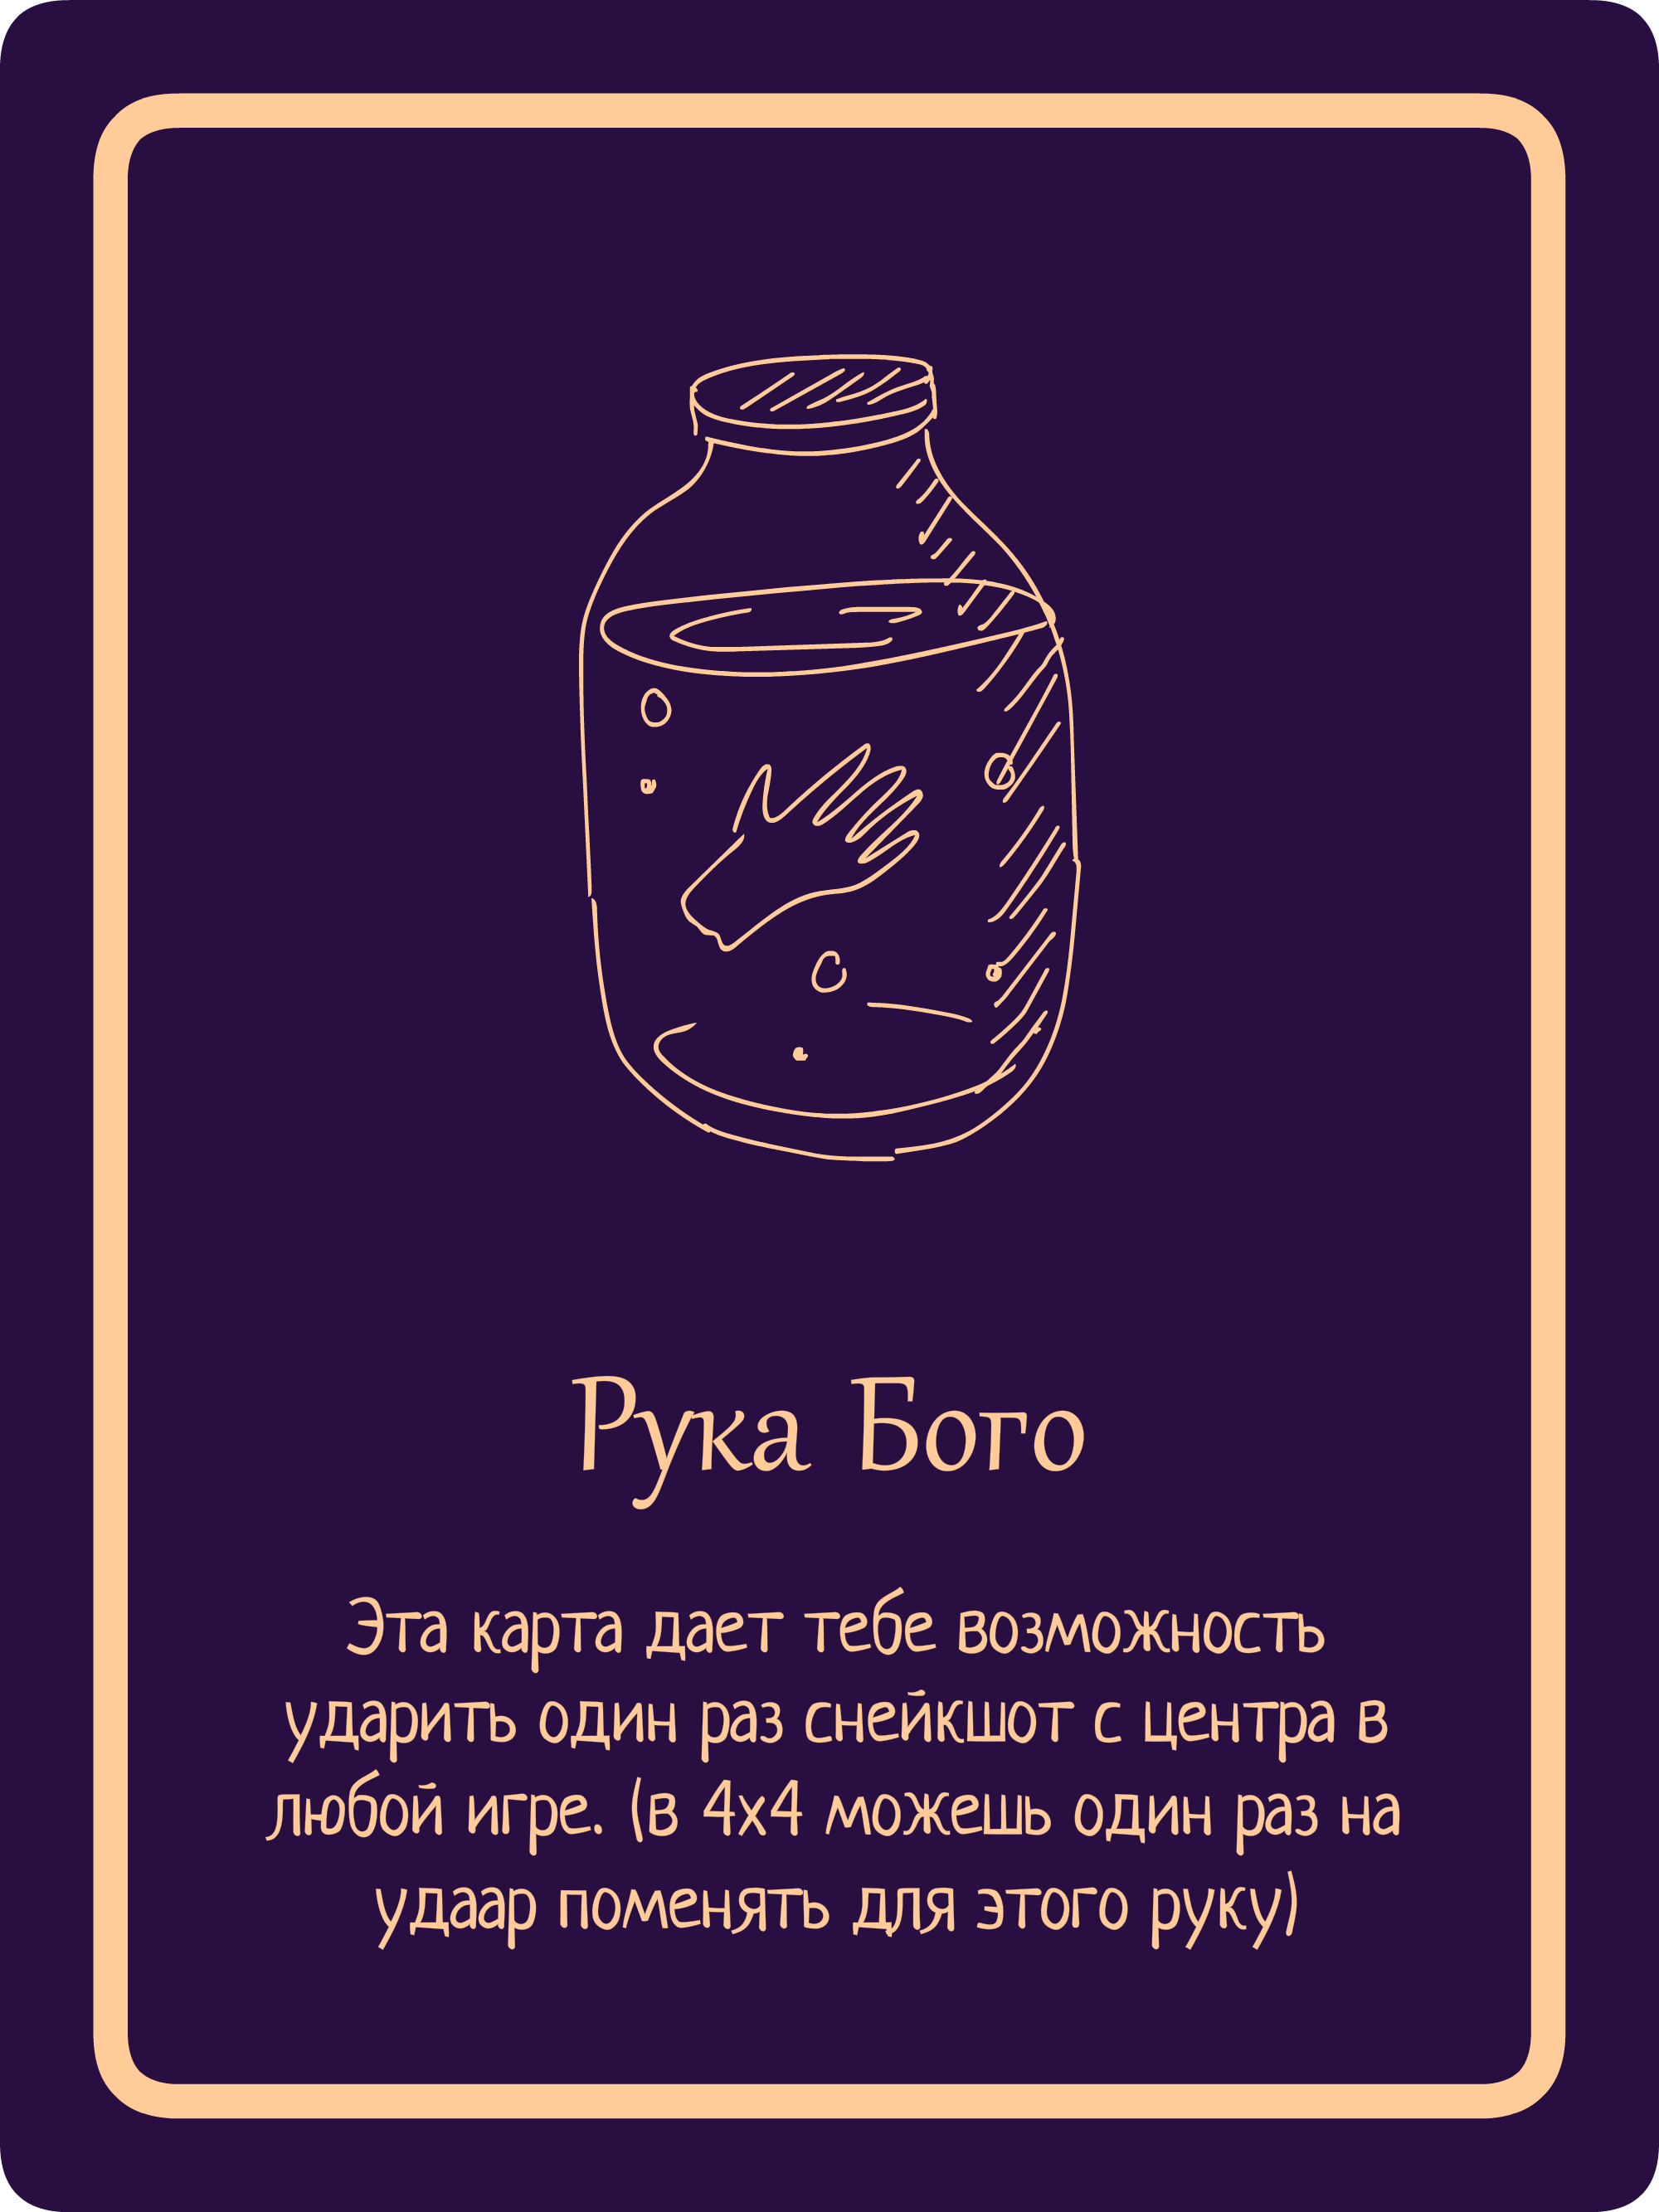 Рука Бого
Эта карта дает тебе возможность
ударить один раз снейкшот с центра в
любой игре. (в 4х4 можешь один раз на
удаар поменять для этого руку)